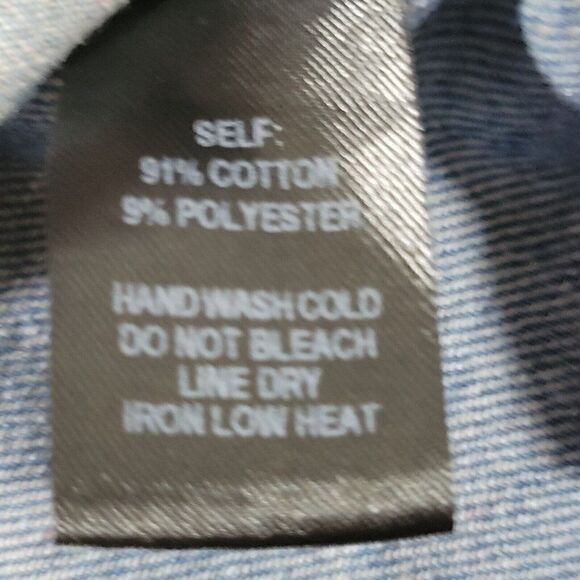 SELF:
91% COTTON
9% POLYESTER
HAND WASH COLD
DO NOT BLEACH
LINE DRY
IRON LOW HEAT